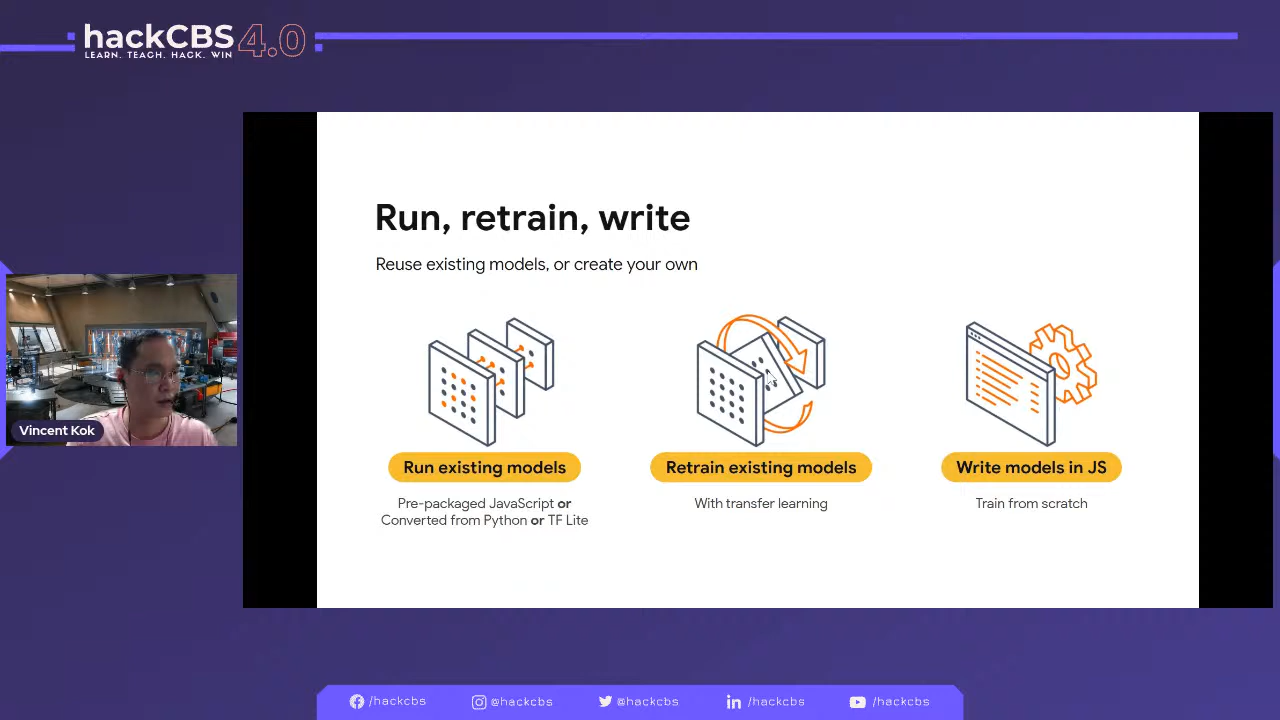 hackCBS 4.0
LEARN. TEACH. HACK. WIN
Run, retrain, write
Reuse existing models, or create your own
Run existing models
Pre-packaged JavaScript or
Converted from Python or TF Lite
Retrain existing models
With transfer learning
Write models in JS
Train from scratch
Vincent Kok
/hackcbs
@hackcbs
@hackcbs
/hackcbs
/hackcbs